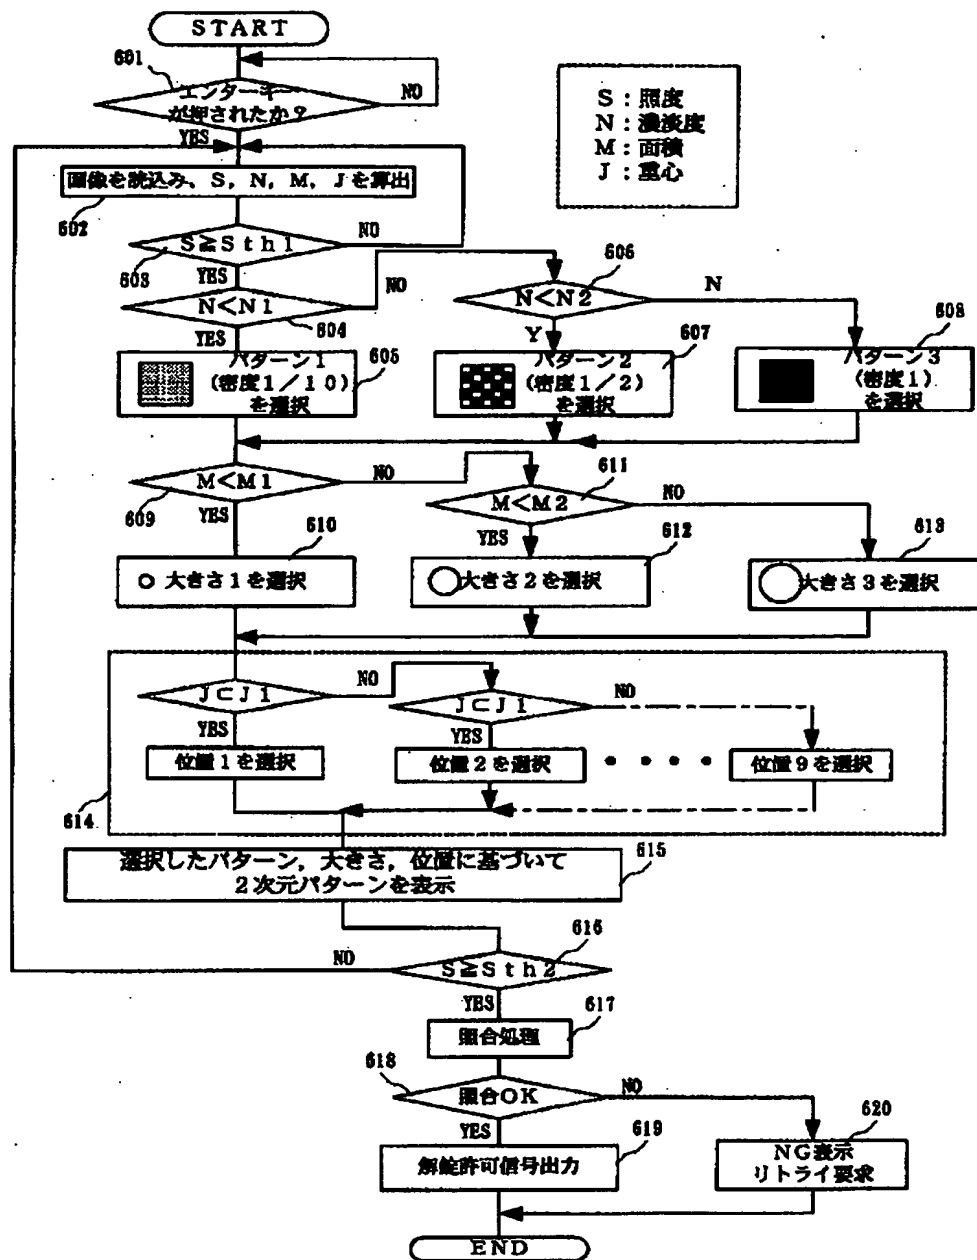 START
601
エンターキー
が押されたか?
NO
YES
S:照度
N:濃淡度
M:面積
J:重心
画像を読込み、S,N,M,Jを算出
602
S≧Sth1
NO
603
YES
N<N1
NO
604
YES
606
N<N2
N
Y
パターン1
(密度1/10)
を選択
605
パターン2
(密度1/2)
を選択
607
パターン3
(密度1)
を選択
608
M<M1
NO
609
YES
611
M<M2
NO
YES
610
大きさ1を選択
612
大きさ2を選択
613
大きさ3を選択
J⊂J1
NO
YES
J⊂J1
NO
YES
位置1を選択
位置2を選択
・・・・
位置9を選択
614
選択したパターン,大きさ,位置に基づいて
2次元パターンを表示
615
616
S≧Sth2
NO
YES
617
照合処理
618
照合OK
NO
YES
619
解錠許可信号出力
620
NG表示
リトライ要求
END